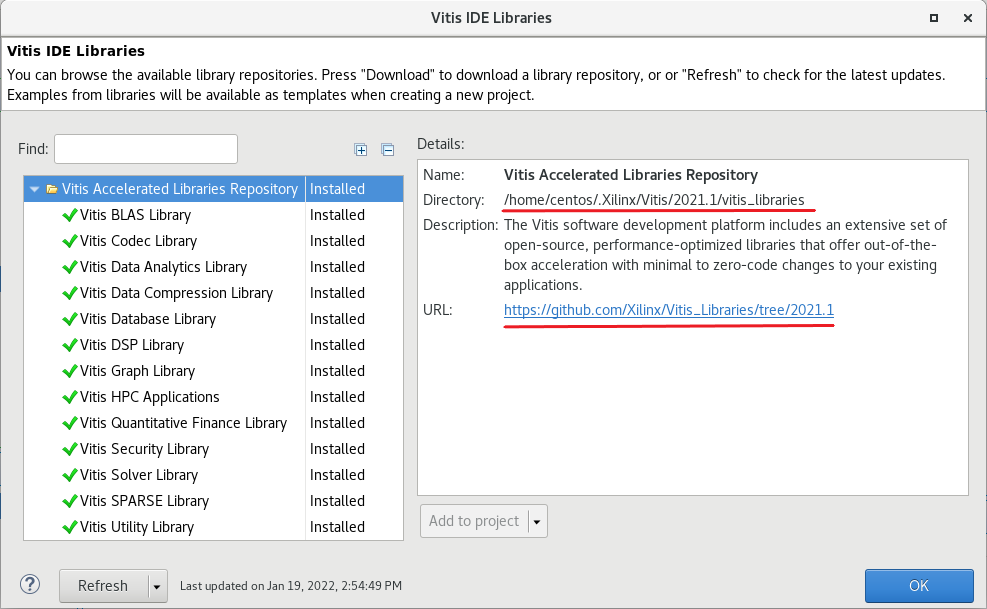 Vitis IDE Libraries
Vitis IDE Libraries
You can browse the available library repositories. Press "Download" to download a library repository, or or "Refresh" to check for the latest updates.
Examples from libraries will be available as templates when creating a new project.
Find:
Vitis Accelerated Libraries Repository Installed
Vitis BLAS Library Installed
Vitis Codec Library Installed
Vitis Data Analytics Library Installed
Vitis Data Compression Library Installed
Vitis Database Library Installed
Vitis DSP Library Installed
Vitis Graph Library Installed
Vitis HPC Applications Installed
Vitis Quantitative Finance Library Installed
Vitis Security Library Installed
Vitis Solver Library Installed
Vitis SPARSE Library Installed
Vitis Utility Library Installed
Details:
Name: Vitis Accelerated Libraries Repository
Directory: /home/centos/.Xilinx/Vitis/2021.1/vitis_libraries
Description: The Vitis software development platform includes an extensive set of
open-source, performance-optimized libraries that offer out-of-the-
box acceleration with minimal to zero-code changes to your existing
applications.
URL: https://github.com/Xilinx/Vitis_Libraries/tree/2021.1
Add to project
? Refresh Last updated on Jan 19, 2022, 2:54:49 PM OK